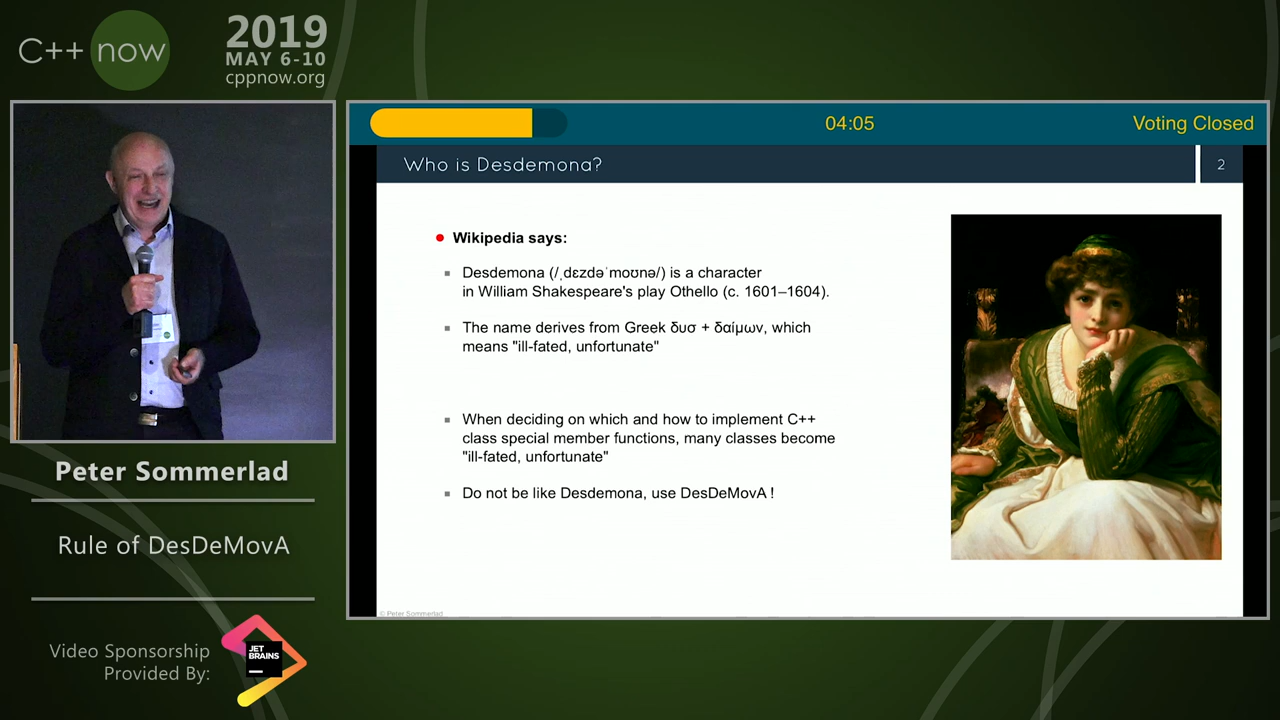 C++ now
2019
MAY 6-10
cppnow.org
04:05
Voting Closed
Who is Desdemona?
2
Wikipedia says:
Desdemona (/ˌdɛzdəˈmoʊnə/) is a character
in William Shakespeare's play Othello (c. 1601–1604).
The name derives from Greek δυσ + δαίμων, which
means "ill-fated, unfortunate"
When deciding on which and how to implement C++
class special member functions, many classes become
"ill-fated, unfortunate"
Do not be like Desdemona, use DesDeMovA !
© Peter Sommerlad
Peter Sommerlad
Rule of DesDeMovA
Video Sponsorship
Provided By:
JET
BRAINS